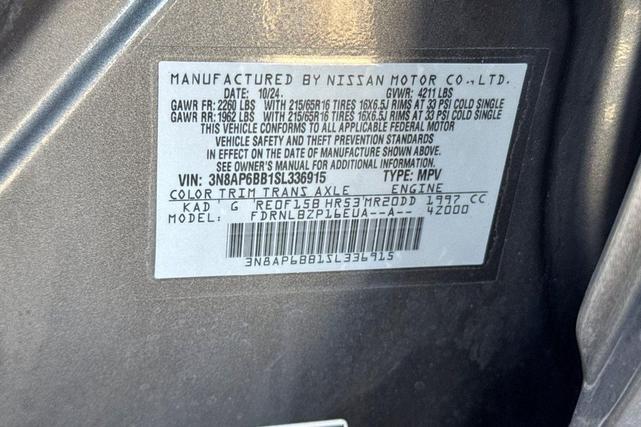 MANUFACTURED BY NISSAN MOTOR CO., LTD.
DATE: 10/24 GVWR: 4211 LBS
GAWR FR: 2260 LBS WITH 215/65R16 TIRES 16X6.5J RIMS AT 33 PSI COLD SINGLE
GAWR RR: 1962 LBS WITH 215/65R16 TIRES 16X6.5J RIMS AT 33 PSI COLD SINGLE
THIS VEHICLE CONFORMS TO ALL APPLICABLE FEDERAL MOTOR
VEHICLE SAFETY AND THEFT PREVENTION STANDARDS
IN EFFECT ON THE DATE OF MANUFACTURE SHOWN ABOVE.
SEE OWNER'S MANUAL FOR ADDITIONAL INFORMATION.
VIN: 3N8AP6BB1SL336915 TYPE: MPV
COLOR TRIM TRANS AXLE ENGINE
KAD G RE0F15B HR53 MR20DD 1997 CC
MODEL: FDRNLBZP16EUA--A-- 4Z000
3N8AP6BB1SL336915